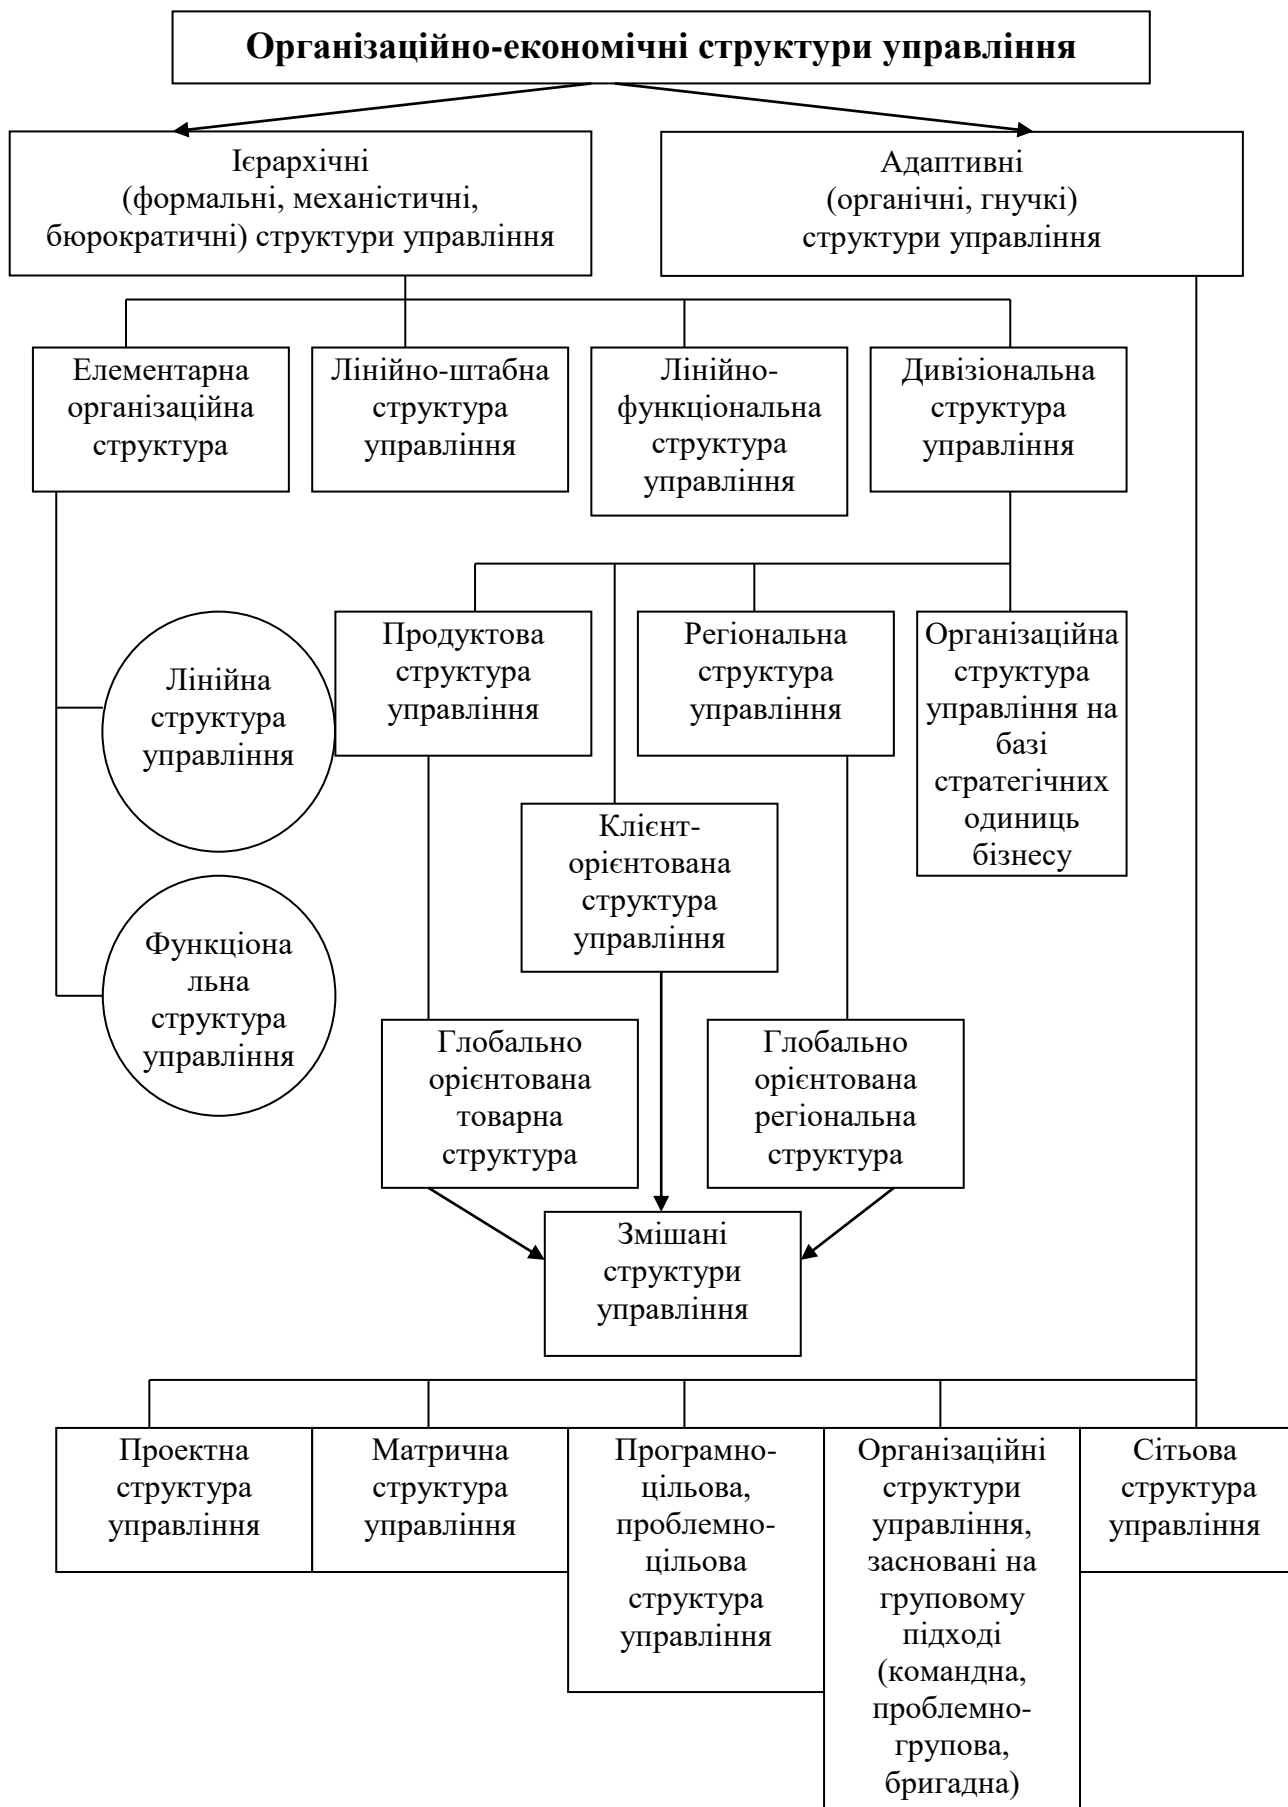 Організаційно-економічні структури управління
Ієрархічні
(формальні, механістичні,
бюрократичні) структури управління
Адаптивні
(органічні, гнучкі)
структури управління
Елементарна
організаційна
структура
Лінійно-штабна
структура
управління
Лінійно-
функціональна
структура
управління
Дивізіональна
структура
управління
Лінійна
структура
управління
Продуктова
структура
управління
Регіональна
структура
управління
Організаційна
структура
управління на
базі
стратегічних
одиниць
бізнесу
Клієнт-
орієнтована
структура
управління
Функціона
льна
структура
управління
Глобально
орієнтована
товарна
структура
Глобально
орієнтована
регіональна
структура
Змішані
структури
управління
Проектна
структура
управління
Матрична
структура
управління
Програмно-
цільова,
проблемно-
цільова
структура
управління
Організаційні
структури
управління,
засновані на
груповому
підході
(командна,
проблемно-
групова,
бригадна)
Сітьова
структура
управління